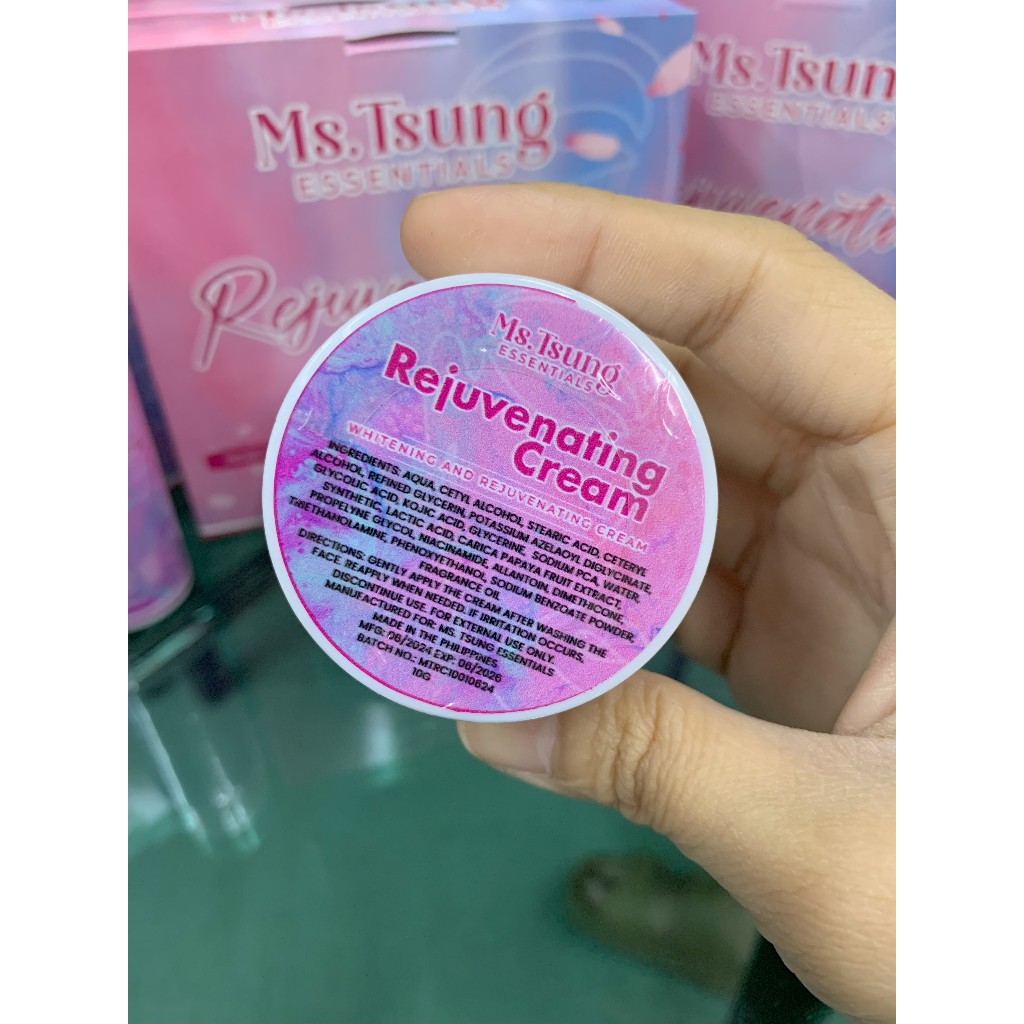 Ms. Tsung
ESSENTIALS
Ms. Tsung
ESSENTIALS
Ms. Tsung
ESSENTIALS
Rejuvenating
Cream
WHITENING AND REJUVENATING CREAM
INGREDIENTS: AQUA, CETYL ALCOHOL, STEARIC ACID, CETERYL
ALCOHOL, REFINED GLYCERIN, POTASSIUM AZELAOYL DIGLYCINATE,
GLYCOLIC ACID, KOJIC ACID, GLYCERINE, SODIUM PCA, WATER,
SYNTHETIC, LACTIC ACID, CARICA PAPAYA FRUIT EXTRACT,
PROPELYNE GLYCOL, NIACINAMIDE, ALLANTOIN, DIMETHICONE,
TRIETHANOLAMINE, PHENOXYETHANOL, SODIUM BENZOATE POWDER,
FRAGRANCE OIL
DIRECTIONS: GENTLY APPLY THE CREAM AFTER WASHING THE
FACE. REAPPLY WHEN NEEDED. IF IRRITATION OCCURS,
DISCONTINUE USE. FOR EXTERNAL USE ONLY.
MANUFACTURED FOR: MS. TSUNG ESSENTIALS
MADE IN THE PHILIPPINES
MFG: 06/2024 EXP: 06/2026
BATCH NO.: MTRC10010624
10G